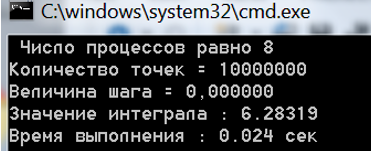 C:\windows\system32\cmd.exe
Число процессов равно 8
Количество точек = 10000000
Величина шага = 0,000000
Значение интеграла : 6.28319
Время выполнения : 0.024 сек